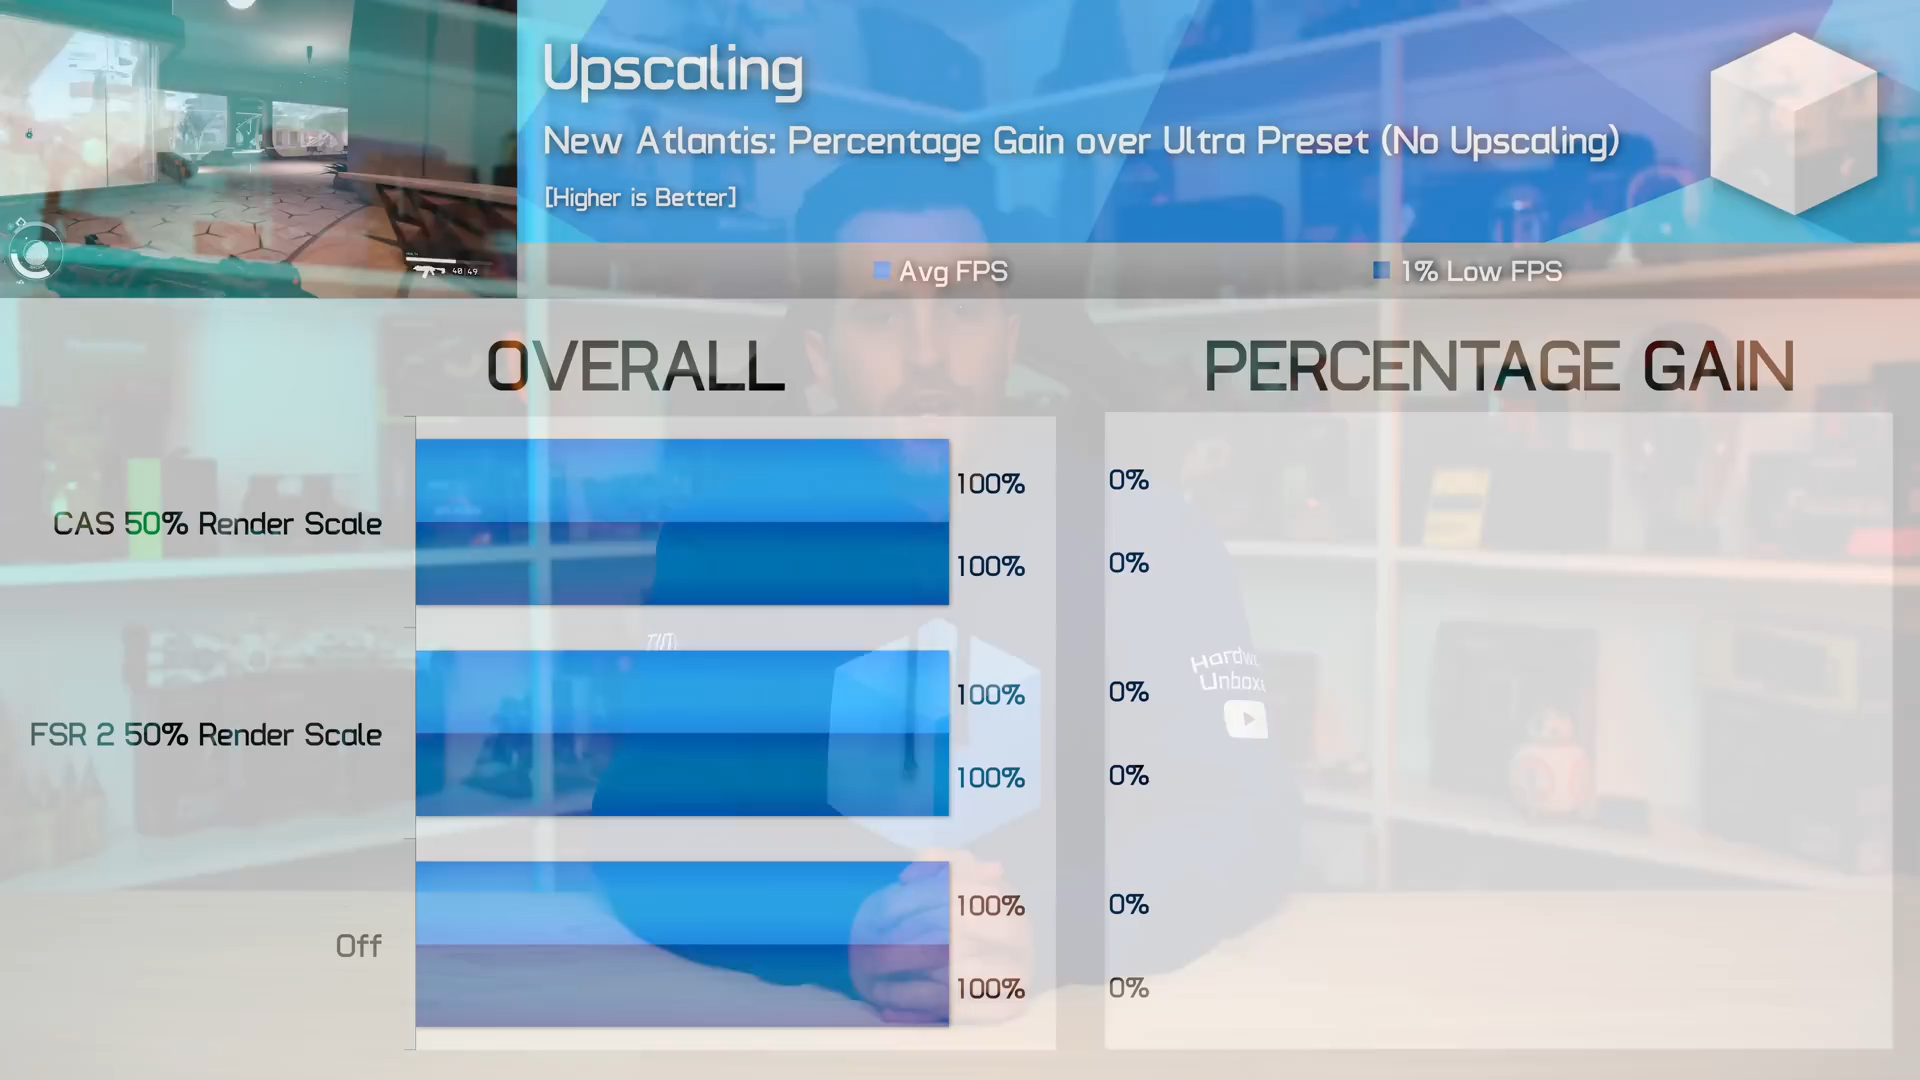 Upscaling
New Atlantis: Percentage Gain over Ultra Preset (No Upscaling)
[Higher is Better]
40|49
Avg FPS
1% Low FPS
OVERALL
PERCENTAGE GAIN
CAS 50% Render Scale
100%
100%
0%
0%
FSR 2 50% Render Scale
100%
100%
0%
0%
Off
100%
100%
0%
0%